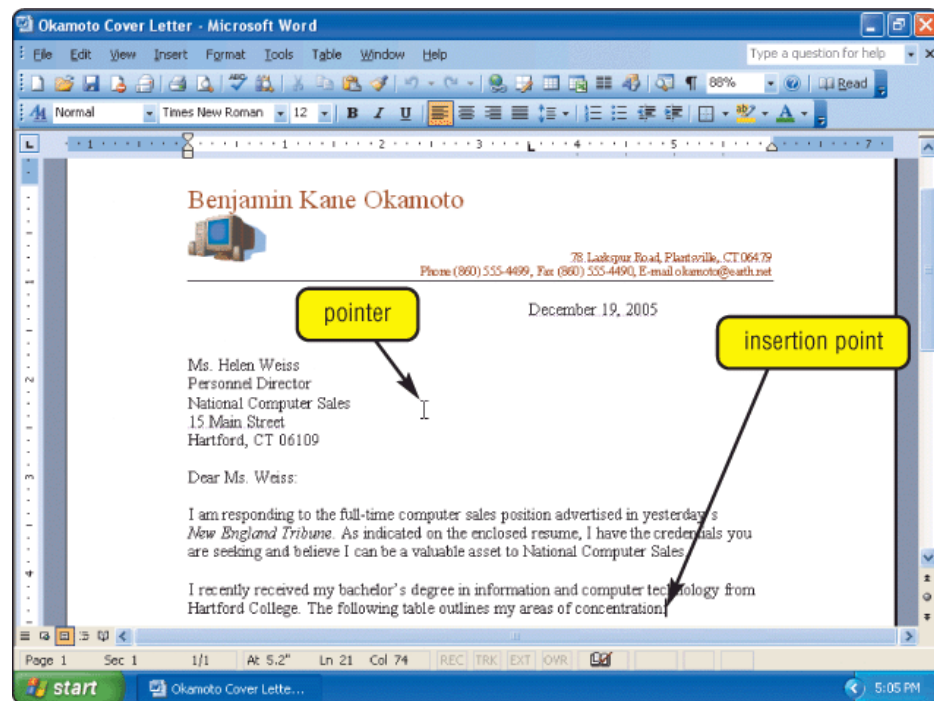 Okamoto Cover Letter - Microsoft Word
File Edit View Insert Format Tools Table Window Help Type a question for help
88% Read
Normal Times New Roman 12 B I U A
1 1 2 3 4 5 7
Benjamin Kane Okamoto
78 Larkspur Road, Plantsville, CT 06479
Phone (860) 555-4499, Fax (860) 555-4490, E-mail okamoto@earth.net
December 19, 2005
pointer
insertion point
Ms. Helen Weiss
Personnel Director
National Computer Sales
15 Main Street
Hartford, CT 06109
Dear Ms. Weiss:
I am responding to the full-time computer sales position advertised in yesterday's
New England Tribune. As indicated on the enclosed resume, I have the credentials you
are seeking and believe I can be a valuable asset to National Computer Sales.
I recently received my bachelor's degree in information and computer technology from
Hartford College. The following table outlines my areas of concentration:
Page 1 Sec 1 1/1 At 5.2" Ln 21 Col 74 REC TRK EXT OVR
start Okamoto Cover Lette... 5:05 PM